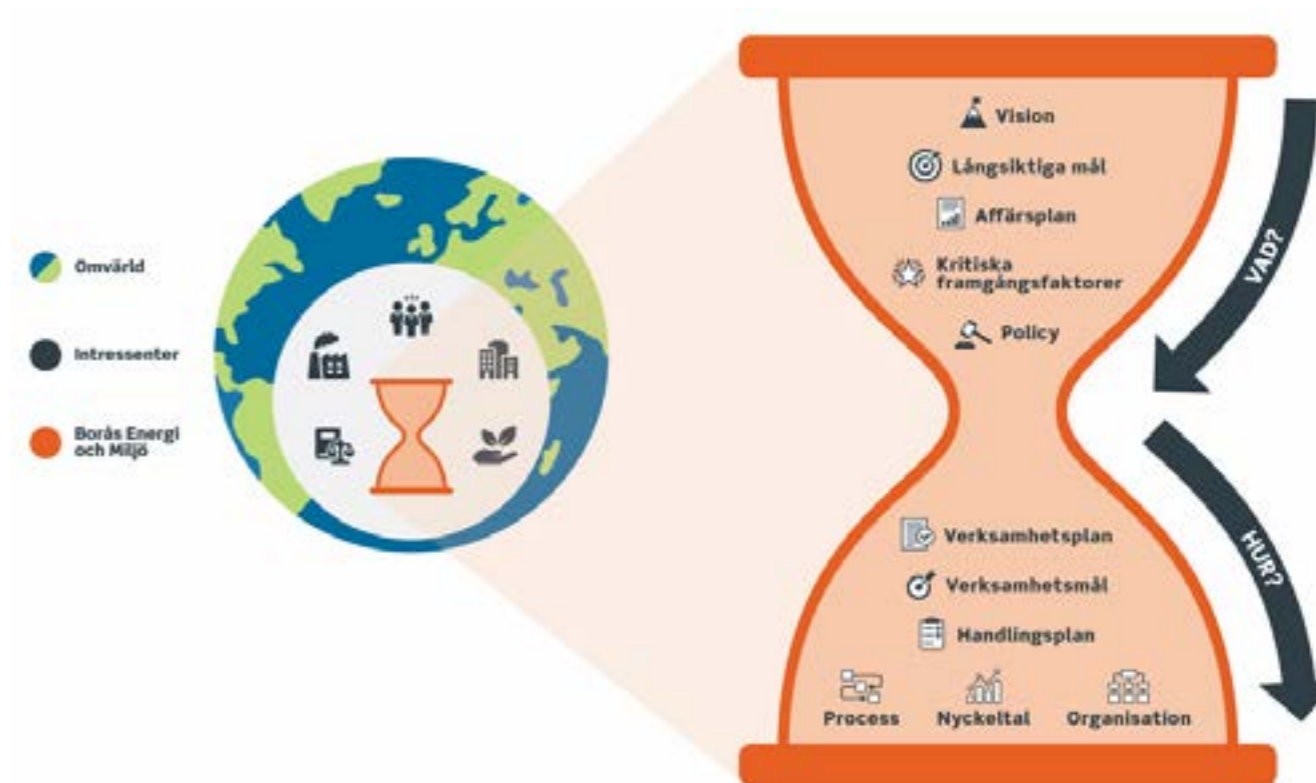 Omvärld
Intressenter
Borås Energi
och Miljö
Vision
Långsiktiga mål
Affärsplan
Kritiska
framgångsfaktorer
Policy
VAD?
HUR?
Verksamhetsplan
Verksamhetsmål
Handlingsplan
Process
Nyckeltal
Organisation